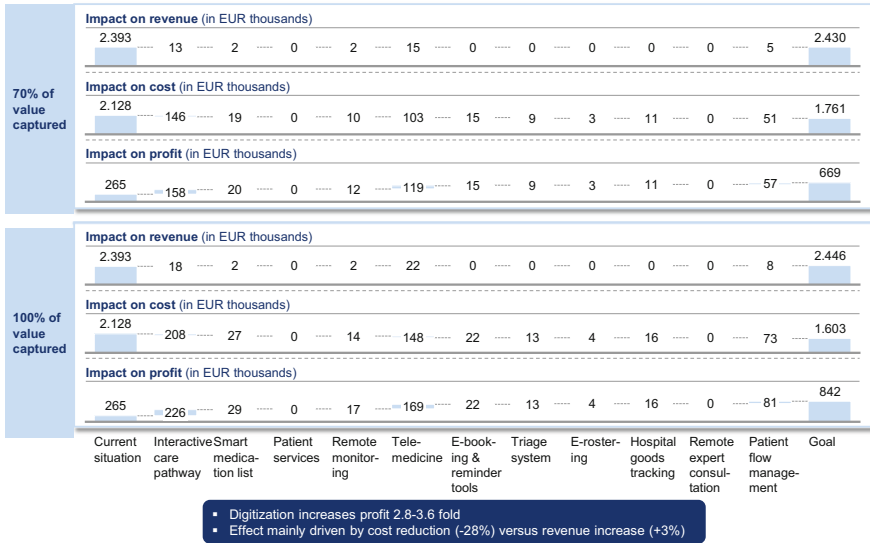 Impact on revenue (in EUR thousands)
2.393 13 2 0 2 15 0 0 0 0 0 5 2.430
70% of
value
captured
Impact on cost (in EUR thousands)
2.128 146 19 0 10 103 15 9 3 11 0 51 1.761
Impact on profit (in EUR thousands)
265 158 20 0 12 119 15 9 3 11 0 57 669
Impact on revenue (in EUR thousands)
2.393 18 2 0 2 22 0 0 0 0 0 8 2.446
100% of
value
captured
Impact on cost (in EUR thousands)
2.128 208 27 0 14 148 22 13 4 16 0 73 1.603
Impact on profit (in EUR thousands)
265 226 29 0 17 169 22 13 4 16 0 81 842
Current
situation
Interactive
care
pathway
Smart
medica-
tion list
Patient
services
Remote
monitor-
ing
Tele-
medicine
E-book-
ing &
reminder
tools
Triage
system
E-roster-
ing
Hospital
goods
tracking
Remote
expert
consul-
tation
Patient
flow
manage-
ment
Goal
▪ Digitization increases profit 2.8-3.6 fold
▪ Effect mainly driven by cost reduction (-28%) versus revenue increase (+3%)